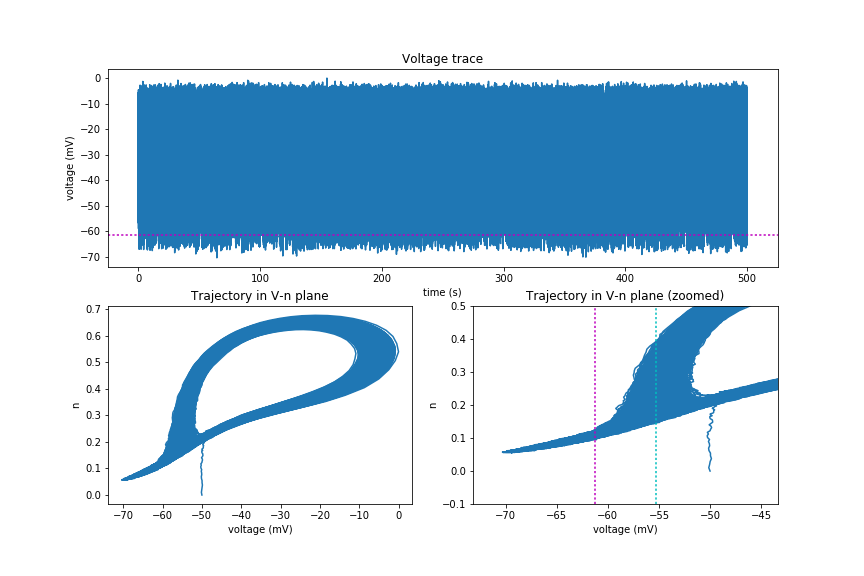 Voltage trace
voltage (mV)
0
−10
−20
−30
−40
−50
−60
−70
0 100 200 300 400 500
time (s)
Trajectory in V-n plane
n
0.7
0.6
0.5
0.4
0.3
0.2
0.1
0.0
−70 −60 −50 −40 −30 −20 −10 0
voltage (mV)
Trajectory in V-n plane (zoomed)
n
0.5
0.4
0.3
0.2
0.1
0.0
−0.1
−70 −65 −60 −55 −50 −45
voltage (mV)